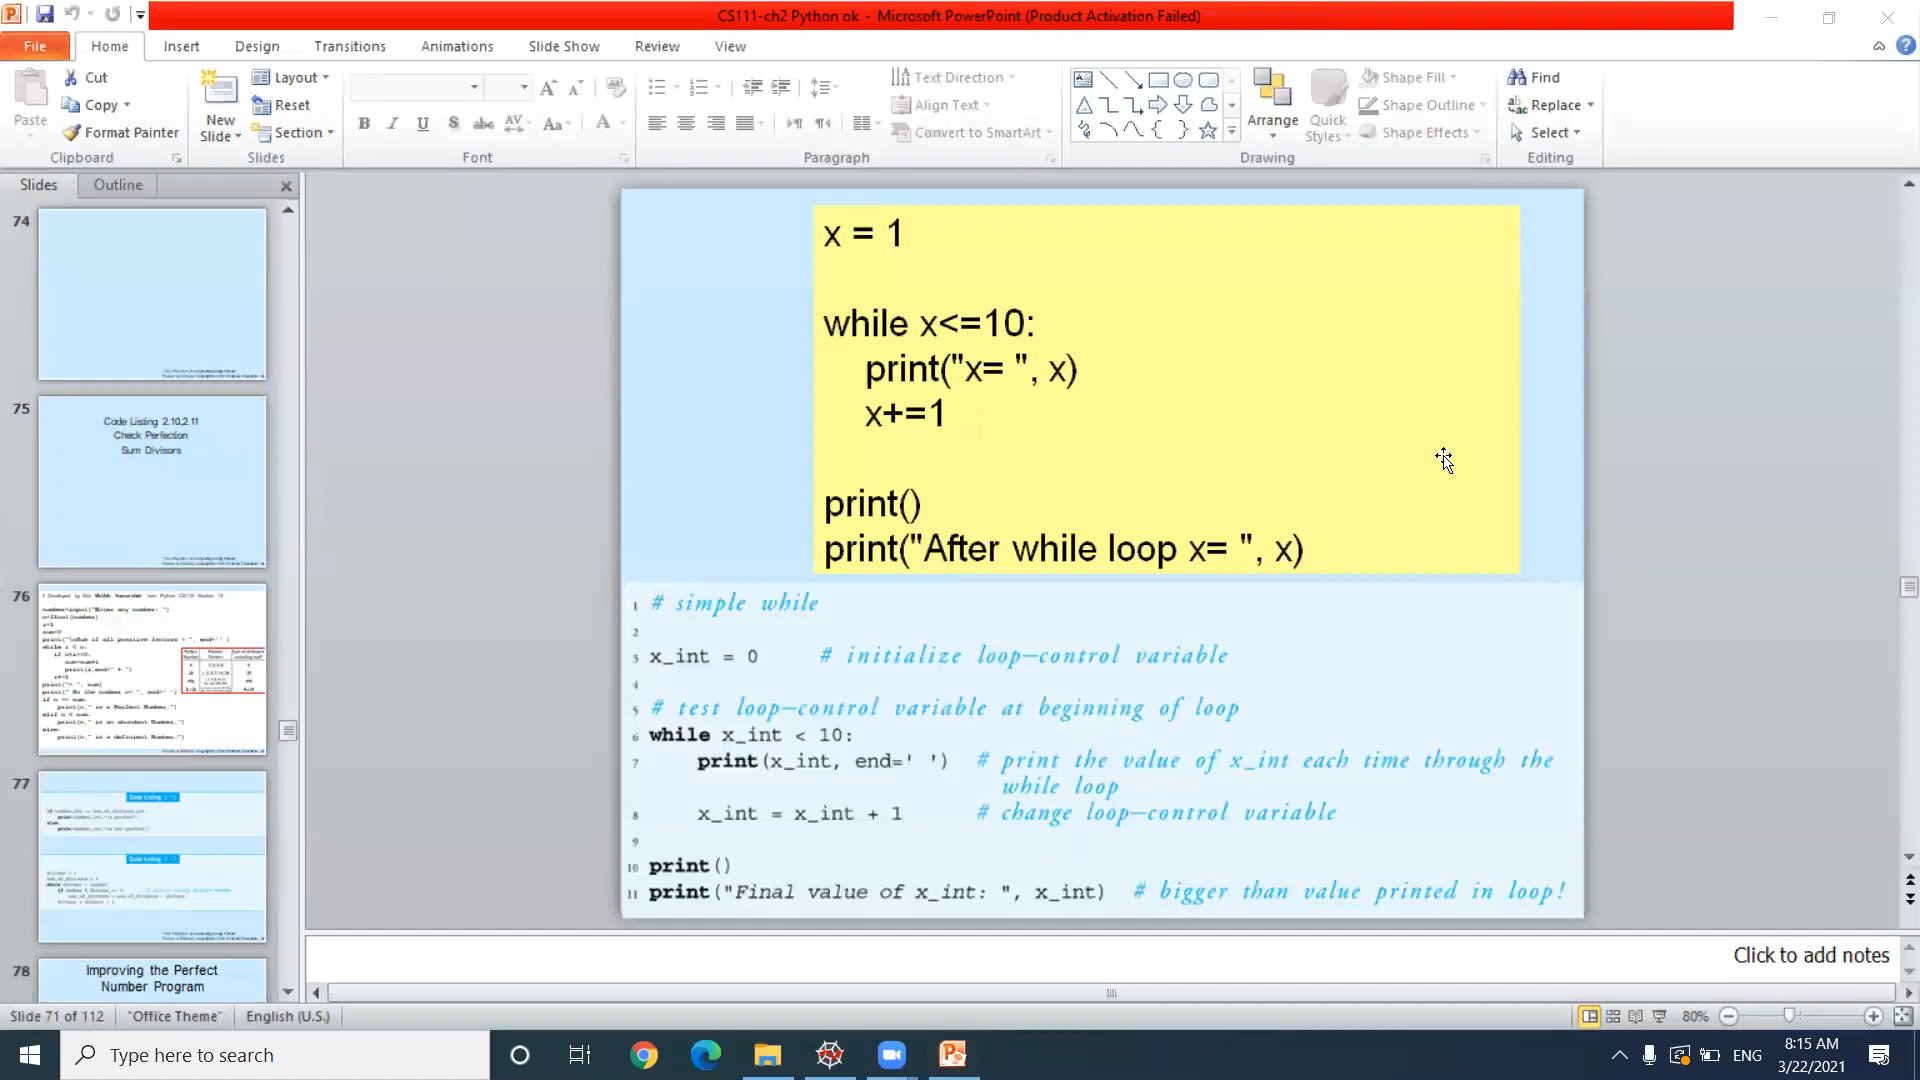 CS111-ch2 Python ok - Microsoft PowerPoint (Product Activation Failed)
File Home Insert Design Transitions Animations Slide Show Review View
Paste
Cut
Copy
Format Painter
Clipboard
New
Slide
Layout
Reset
Section
Slides
Font
Text Direction
Align Text
Convert to SmartArt
Paragraph
Arrange
Quick
Styles
Shape Fill
Shape Outline
Shape Effects
Drawing
Find
Replace
Select
Editing
Slides Outline
74
75
Code Listing 2.10,2.11
Check Perfection
Sum Divisors
76
77
78
Improving the Perfect
Number Program
x = 1
while x<=10:
print("x= ", x)
x+=1
print()
print("After while loop x= ", x)
1 # simple while
2
3 x_int = 0 # initialize loop—control variable
4
5 # test loop—control variable at beginning of loop
6 while x_int < 10:
7 print(x_int, end=' ') # print the value of x_int each time through the
while loop
8 x_int = x_int + 1 # change loop—control variable
9
10 print()
11 print("Final value of x_int: ", x_int) # bigger than value printed in loop!
Click to add notes
Slide 71 of 112 "Office Theme" English (U.S.) 80%
Type here to search
ENG
8:15 AM
3/22/2021